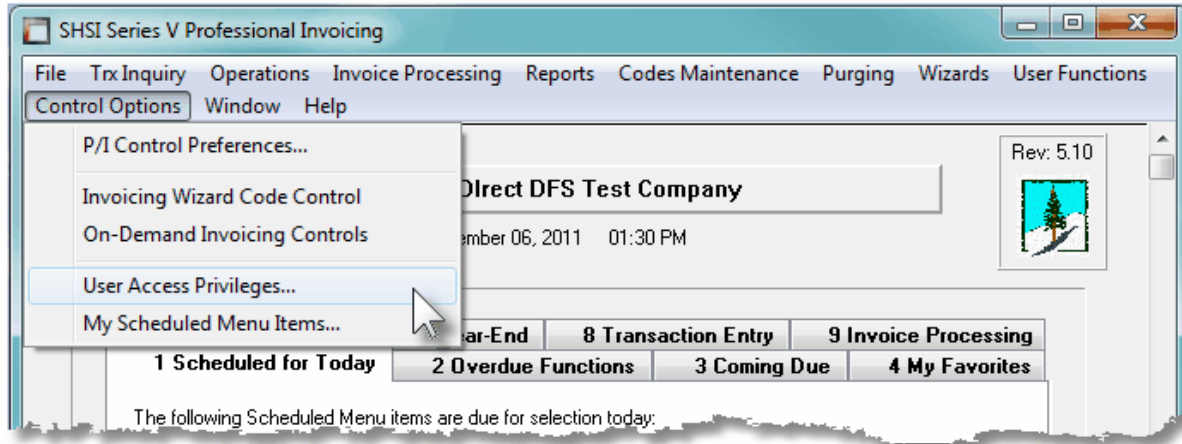 SHSI Series V Professional Invoicing
File Trx Inquiry Operations Invoice Processing Reports Codes Maintenance Purging Wizards User Functions
Control Options Window Help
P/I Control Preferences...
Rev: 5.10
Invoicing Wizard Code Control
DIrect DFS Test Company
On-Demand Invoicing Controls
06, 2011 01:30 PM
User Access Privileges...
My Scheduled Menu Items...
8 Transaction Entry 9 Invoice Processing
1 Scheduled for Today 2 Overdue Functions 3 Coming Due 4 My Favorites
The following Scheduled Menu items are due for selection today: